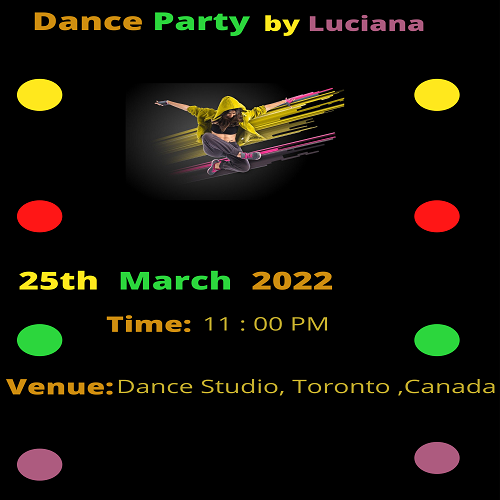 Dance Party by Luciana
25th March 2022
Time: 11 : 00 PM
Venue: Dance Studio, Toronto ,Canada